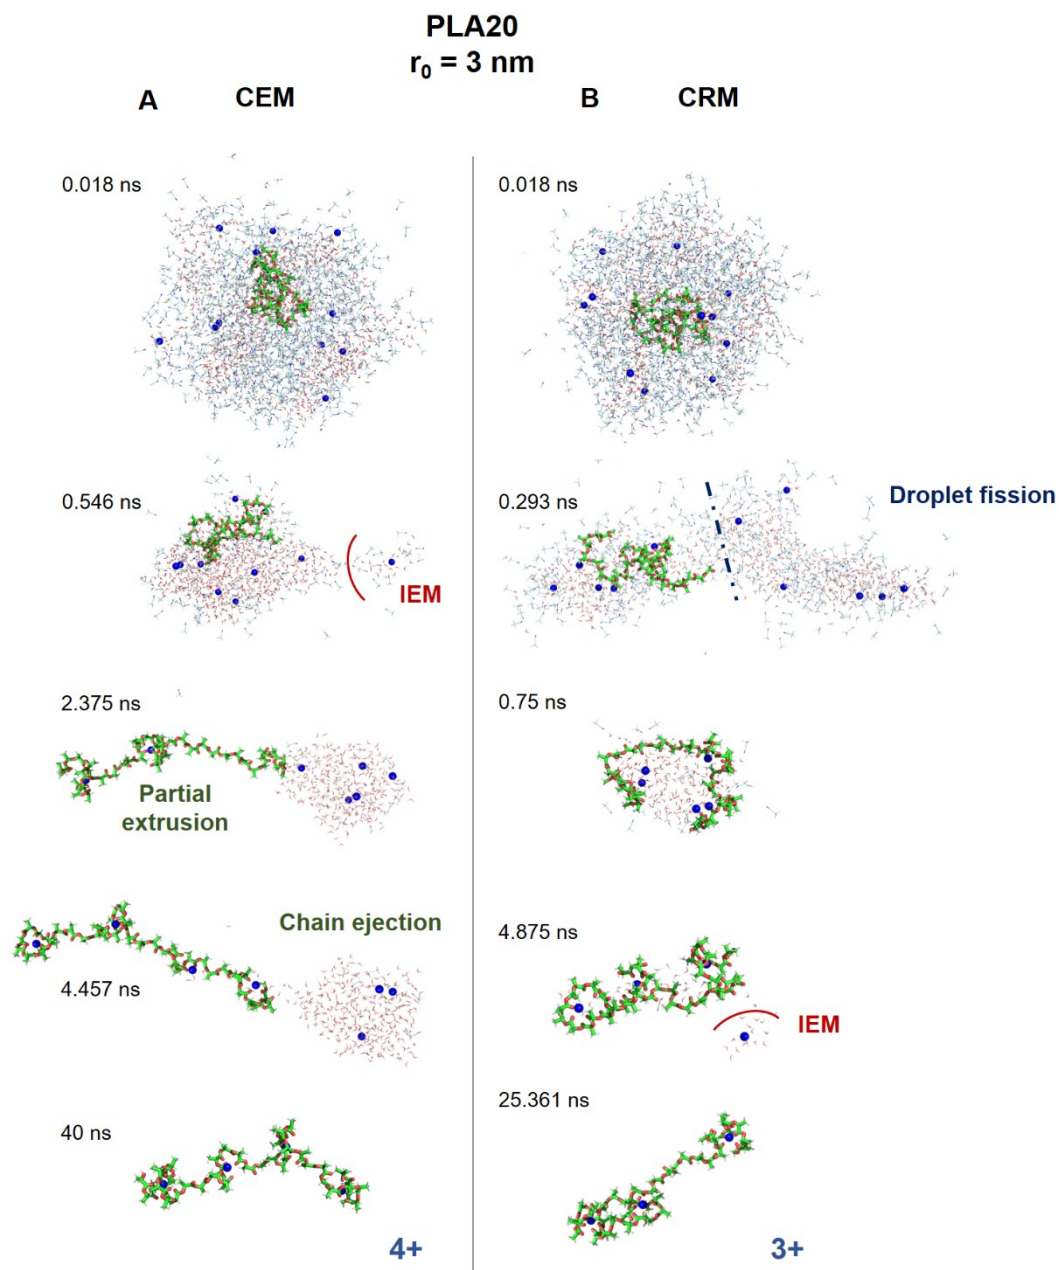 PLA20
r₀ = 3 nm
A CEM
B CRM
0.018 ns
0.018 ns
0.546 ns
IEM
0.293 ns
Droplet fission
2.375 ns
Partial
extrusion
0.75 ns
Chain ejection
4.457 ns
4.875 ns
IEM
40 ns
4+
25.361 ns
3+